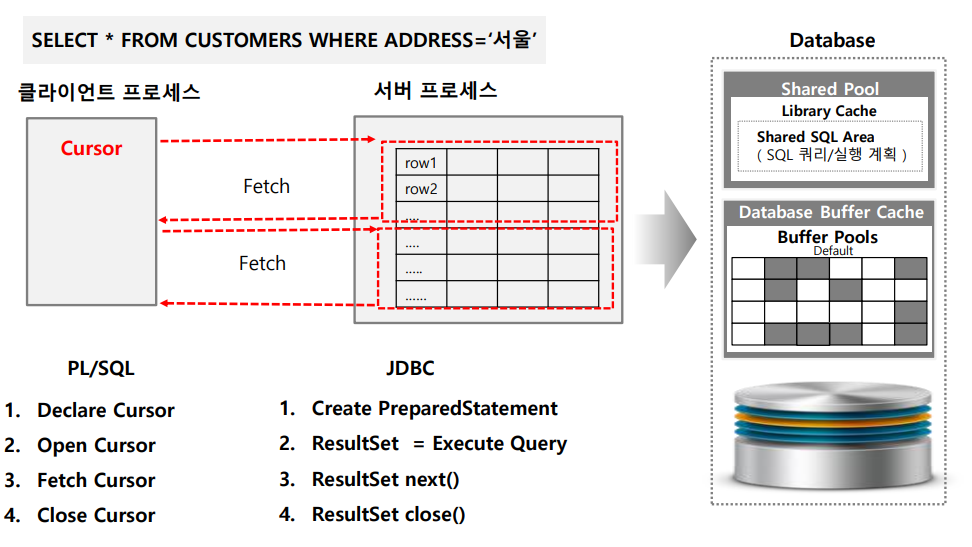 SELECT * FROM CUSTOMERS WHERE ADDRESS=‘서울’
클라이언트 프로세스
서버 프로세스
Cursor
Fetch
Fetch
row1
row2
....
....
.....
......
Database
Shared Pool
Library Cache
Shared SQL Area
( SQL 쿼리/실행 계획 )
Database Buffer Cache
Buffer Pools
Default
PL/SQL
1. Declare Cursor
2. Open Cursor
3. Fetch Cursor
4. Close Cursor
JDBC
1. Create PreparedStatement
2. ResultSet = Execute Query
3. ResultSet next()
4. ResultSet close()